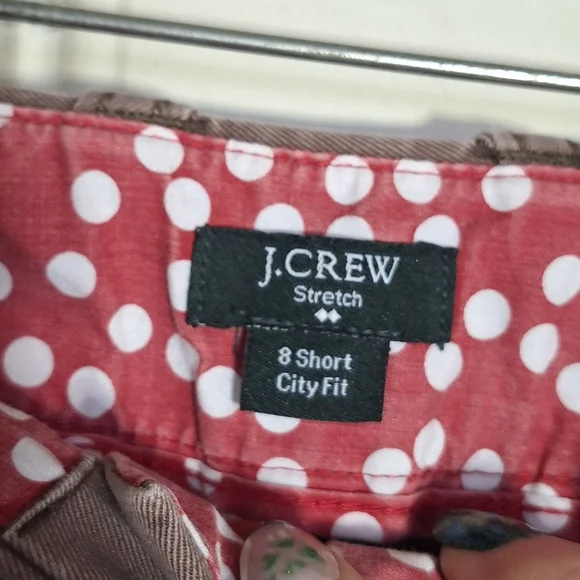 J.CREW
Stretch
8 Short
City Fit